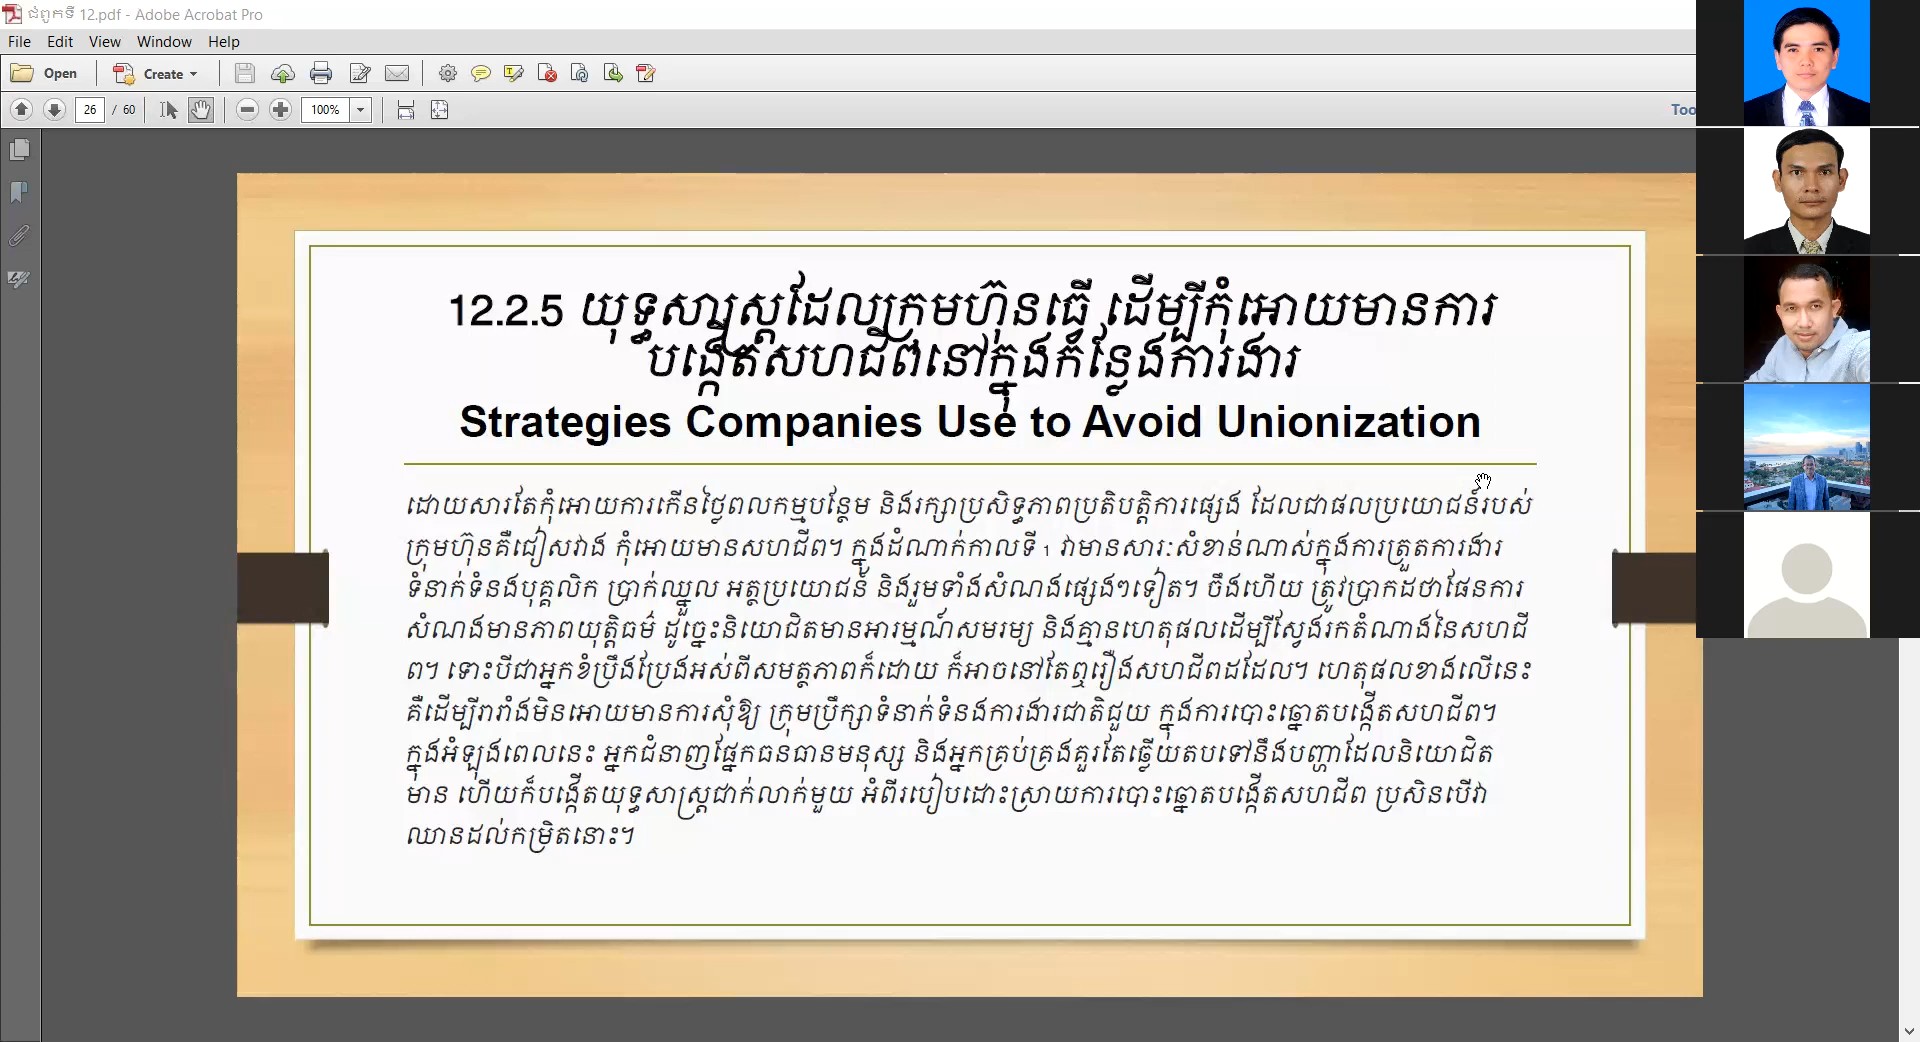 ជំពូកទី 12.pdf - Adobe Acrobat Pro
File Edit View Window Help
Open Create
26 / 60 100%
Too
12.2.5 យុទ្ធសាស្ត្រដែលក្រុមហ៊ុនធ្វើ ដើម្បីកុំអោយមានការ
បង្កើតសហជីពនៅក្នុងកន្លែងការងារ
Strategies Companies Use to Avoid Unionization
ដោយសារតែកុំអោយការកើនថ្លៃពលកម្មបន្ថែម និងរក្សាប្រសិទ្ធភាពប្រតិបត្តិការផ្សេង ដែលជាផលប្រយោជន៍របស់
ក្រុមហ៊ុនគឺជៀសវាង កុំអោយមានសហជីព។ ក្នុងដំណាក់កាលទី 1 វាមានសារៈសំខាន់ណាស់ក្នុងការត្រួតការងារ
ទំនាក់ទំនងបុគ្គលិក ប្រាក់ឈ្នួល អត្ថប្រយោជន៍ និងរួមទាំងសំណងផ្សេងៗទៀត។ ចឹងហើយ ត្រូវប្រាកដថាផែនការ
សំណងមានភាពយុត្តិធម៌ ដូច្នេះនិយោជិតមានអារម្មណ៍សមរម្យ និងគ្មានហេតុផលដើម្បីស្វែងរកតំណាងនៃសហជី
ព។ ទោះបីជាអ្នកខំប្រឹងប្រែងអស់ពីសមត្ថភាពក៏ដោយ ក៏អាចនៅតែឮរឿងសហជីពដដែល។ ហេតុផលខាងលើនេះ
គឺដើម្បីរារាំងមិនអោយមានការសុំឱ្យ ក្រុមប្រឹក្សាទំនាក់ទំនងការងារជាតិជួយ ក្នុងការបោះឆ្នោតបង្កើតសហជីព។
ក្នុងអំឡុងពេលនេះ អ្នកជំនាញផ្នែកធនធានមនុស្ស និងអ្នកគ្រប់គ្រងគួរតែឆ្លើយតបទៅនឹងបញ្ហាដែលនិយោជិត
មាន ហើយក៏បង្កើតយុទ្ធសាស្ត្រជាក់លាក់មួយ អំពីរបៀបដោះស្រាយការបោះឆ្នោតបង្កើតសហជីព ប្រសិនបើវា
ឈានដល់កម្រិតនោះ។